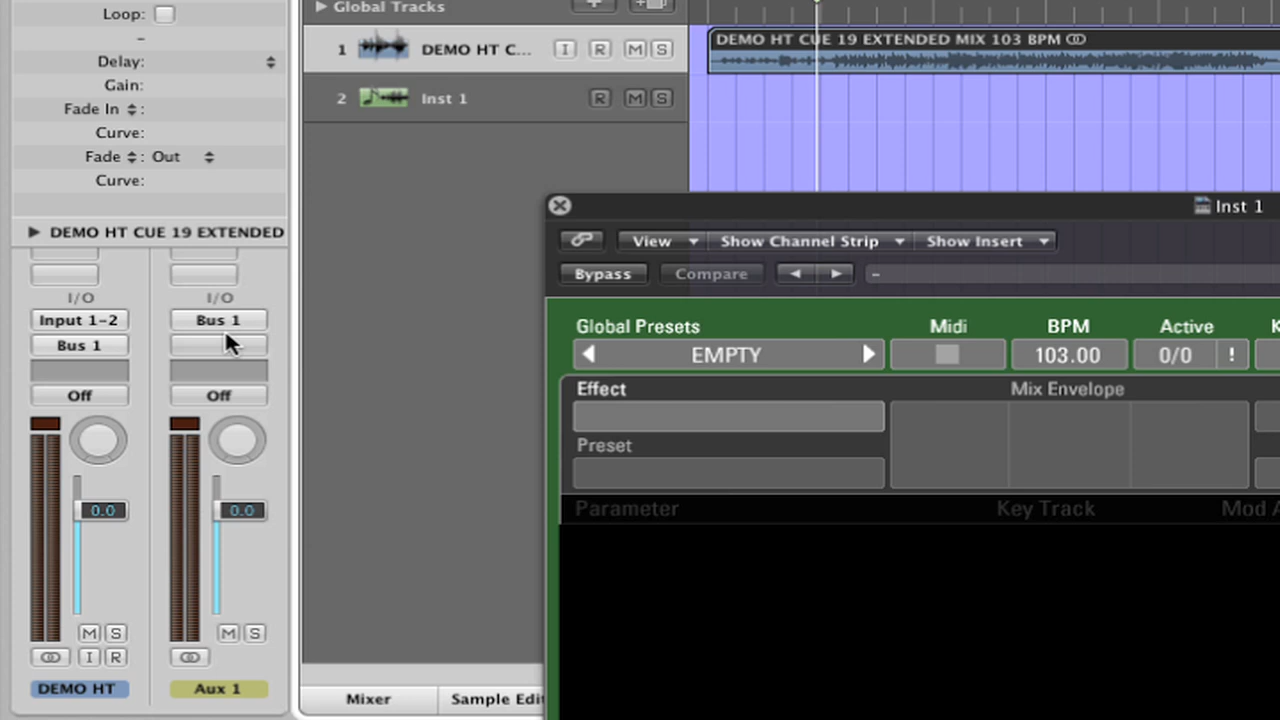 Loop:
-
Delay:
Gain:
Fade In :
Curve:
Fade : Out
Curve:
DEMO HT CUE 19 EXTENDED
I/O I/O
Input 1-2 Bus 1
Bus 1
Off Off
0.0 0.0
M S M S
I R
DEMO HT Aux 1
Global Tracks
1 DEMO HT C... I R M S
2 Inst 1 R M S
DEMO HT CUE 19 EXTENDED MIX 103 BPM
Mixer Sample Edit
Inst 1
View Show Channel Strip Show Insert
Bypass Compare -
Global Presets Midi BPM Active K
EMPTY 103.00 0/0 !
Effect Mix Envelope
Preset
Parameter Key Track Mod A